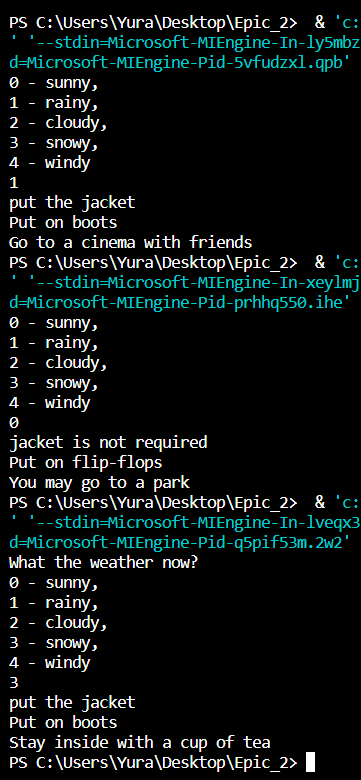 PS C:\Users\Yura\Desktop\Epic_2>  & 'c:
' '--stdin=Microsoft-MIEngine-In-ly5mbz
d=Microsoft-MIEngine-Pid-5vfudzxl.qpb'
0 - sunny,
1 - rainy,
2 - cloudy,
3 - snowy,
4 - windy
1
put the jacket
Put on boots
Go to a cinema with friends
PS C:\Users\Yura\Desktop\Epic_2>  & 'c:
' '--stdin=Microsoft-MIEngine-In-xeylmj
d=Microsoft-MIEngine-Pid-prhhq550.ihe'
0 - sunny,
1 - rainy,
2 - cloudy,
3 - snowy,
4 - windy
0
jacket is not required
Put on flip-flops
You may go to a park
PS C:\Users\Yura\Desktop\Epic_2>  & 'c:
' '--stdin=Microsoft-MIEngine-In-lveqx3
d=Microsoft-MIEngine-Pid-q5pif53m.2w2'
What the weather now?
0 - sunny,
1 - rainy,
2 - cloudy,
3 - snowy,
4 - windy
3
put the jacket
Put on boots
Stay inside with a cup of tea
PS C:\Users\Yura\Desktop\Epic_2>